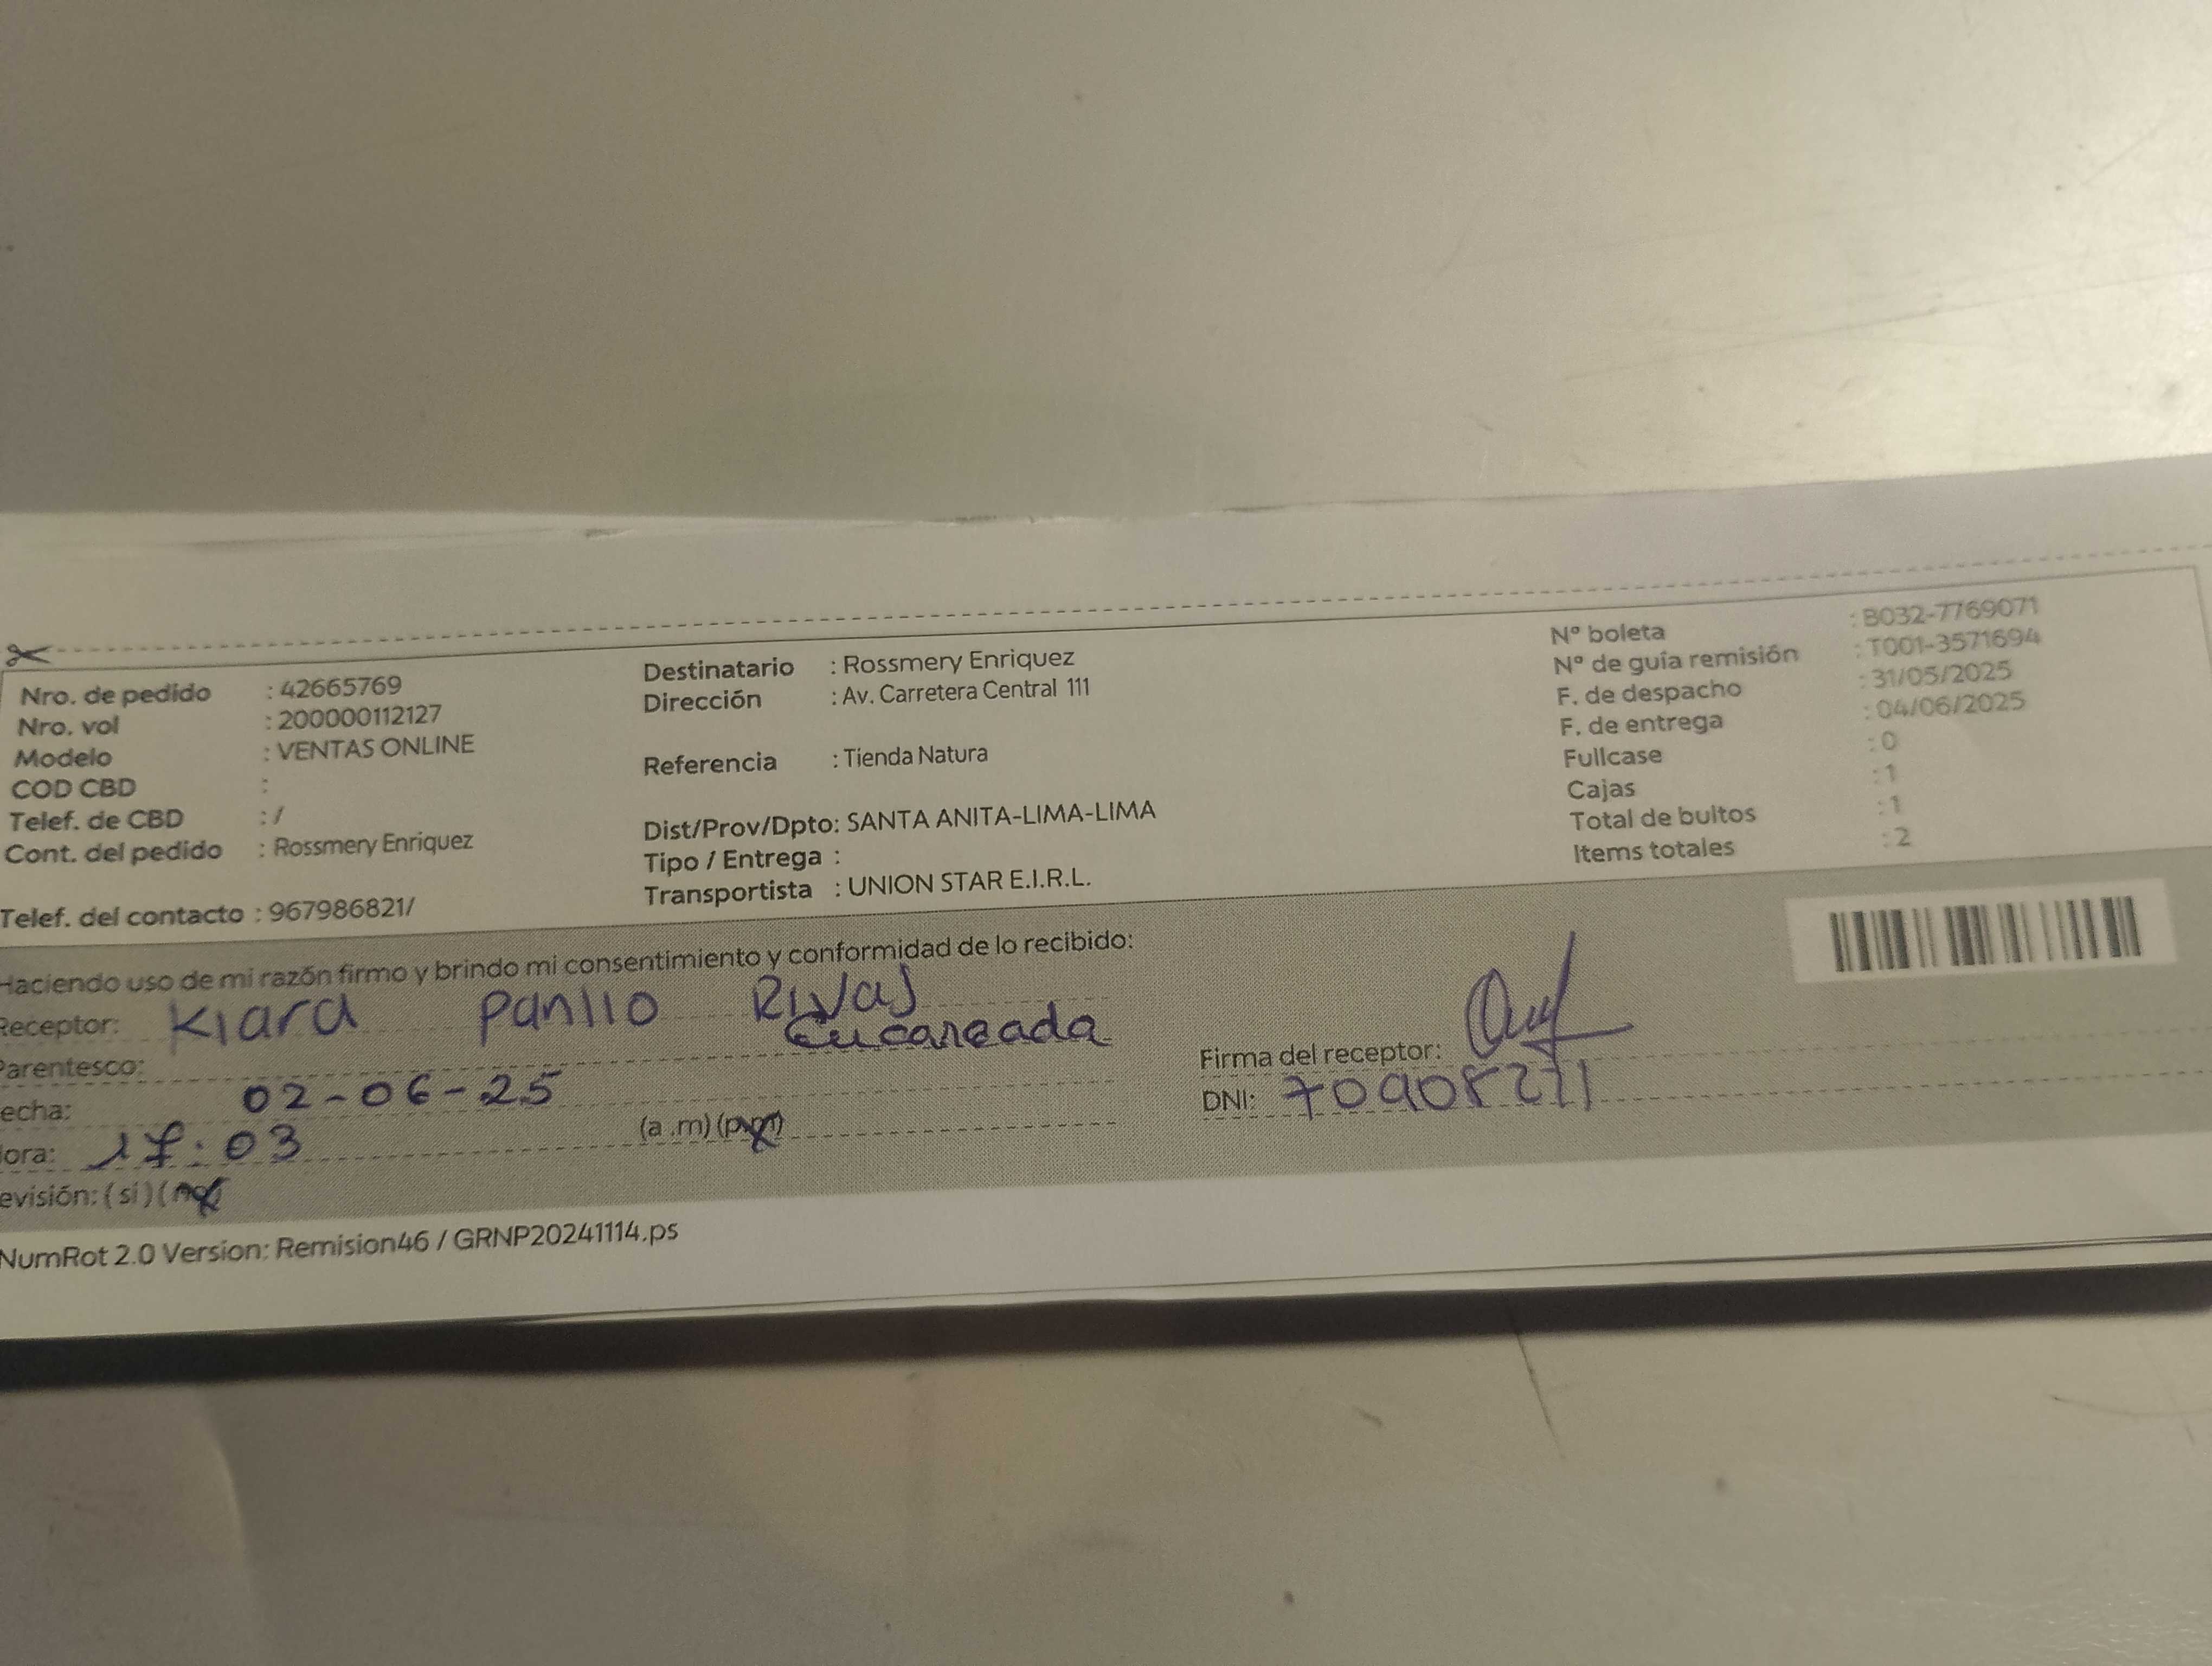 Nro. de pedido : 42665769
Nro. vol : 200000112127
Modelo : VENTAS ONLINE
COD CBD :
Telef. de CBD : /
Cont. del pedido : Rossmery Enriquez
Telef. del contacto : 967986821/
Destinatario : Rossmery Enriquez
Dirección : Av. Carretera Central 111
Referencia : Tienda Natura
Dist/Prov/Dpto: SANTA ANITA-LIMA-LIMA
Tipo / Entrega :
Transportista : UNION STAR E.I.R.L.
Nº boleta : B032-7769071
Nº de guía remisión : T001-3571694
F. de despacho : 31/05/2025
F. de entrega : 04/06/2025
Fullcase : 0
Cajas : 1
Total de bultos : 1
Items totales : 2
Haciendo uso de mi razón firmo y brindo mi consentimiento y conformidad de lo recibido:
Receptor: Kiara Rivas
Encargada
Parentesco:
echa: 02-06-25
ora: 17:03 (a .m) (p.m)
evisión: ( si ) ( no )
Firma del receptor:
DNI:
NumRot 2.0 Version: Remision46 / GRNP20241114.ps